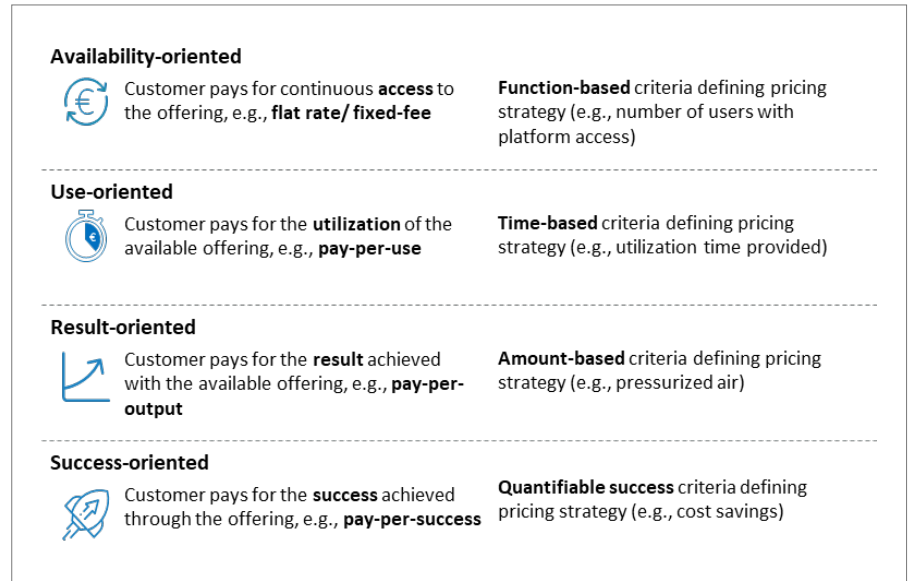 Availability-oriented
Customer pays for continuous access to
the offering, e.g., flat rate/ fixed-fee
Function-based criteria defining pricing
strategy (e.g., number of users with
platform access)
Use-oriented
Customer pays for the utilization of the
available offering, e.g., pay-per-use
Time-based criteria defining pricing
strategy (e.g., utilization time provided)
Result-oriented
Customer pays for the result achieved
with the available offering, e.g., pay-per-
output
Amount-based criteria defining pricing
strategy (e.g., pressurized air)
Success-oriented
Customer pays for the success achieved
through the offering, e.g., pay-per-success
Quantifiable success criteria defining
pricing strategy (e.g., cost savings)